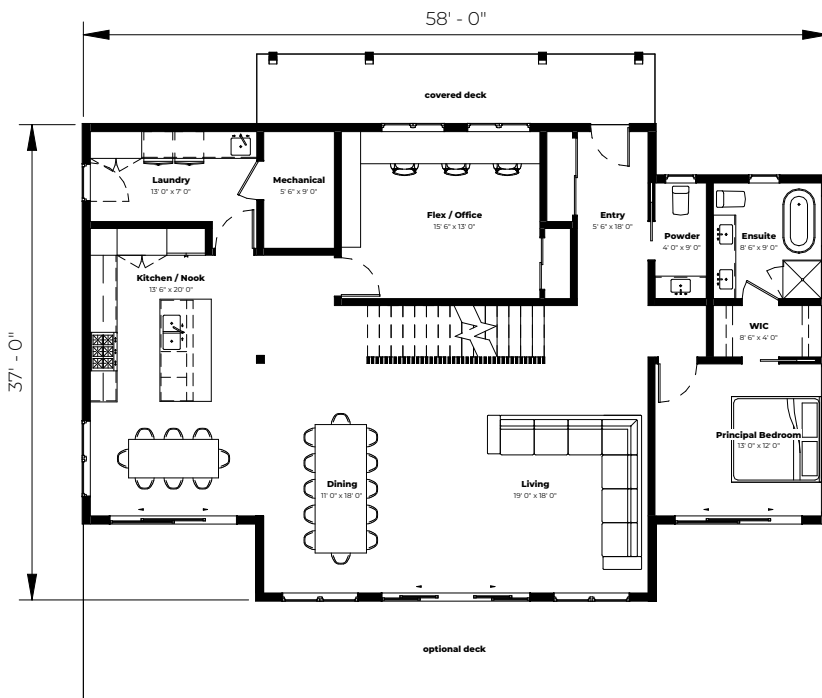 58' - 0"
covered deck
Laundry
13' 0" x 7' 0"
Mechanical
5' 6" x 9' 0"
Flex / Office
15' 6" x 13' 0"
Entry
5' 6" x 18' 0"
Powder
4' 0" x 9' 0"
Ensuite
8' 6" x 9' 0"
Kitchen / Nook
13' 6" x 20' 0"
WIC
8' 6" x 4' 0"
37' - 0"
Principal Bedroom
13' 0" x 12' 0"
Dining
11' 0" x 18' 0"
Living
19' 0" x 18' 0"
optional deck